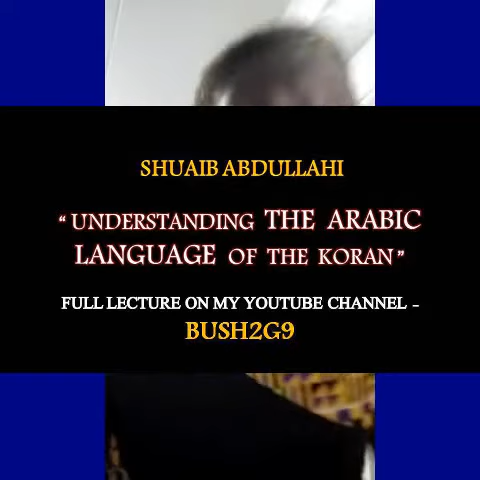 SHUAIB ABDULLAHI
“ UNDERSTANDING THE ARABIC
LANGUAGE OF THE KORAN ”
FULL LECTURE ON MY YOUTUBE CHANNEL -
BUSH2G9